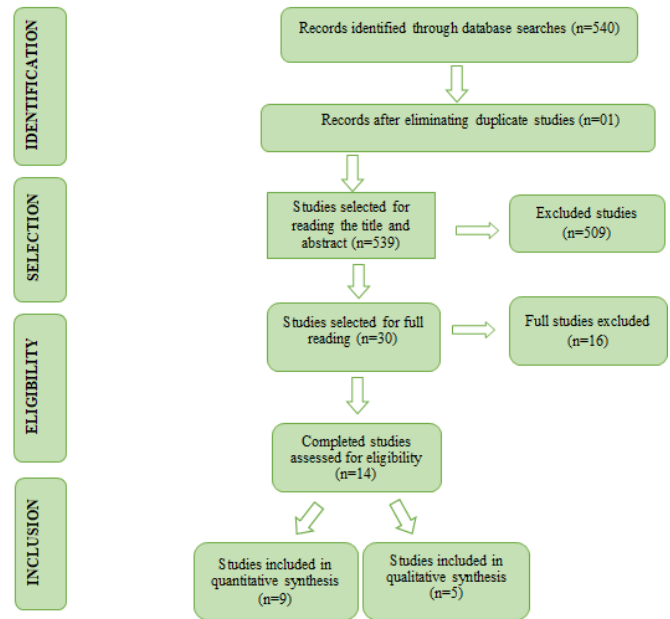 IDENTIFICATION
Records identified through database searches (n=540)
Records after eliminating duplicate studies (n=01)
SELECTION
Studies selected for
reading the title and
abstract (n=539)
Excluded studies
(n=509)
ELIGIBILITY
Studies selected for full
reading (n=30)
Full studies excluded
(n=16)
Completed studies
assessed for eligibility
(n=14)
INCLUSION
Studies included in
quantitative synthesis
(n=9)
Studies included in
qualitative synthesis
(n=5)